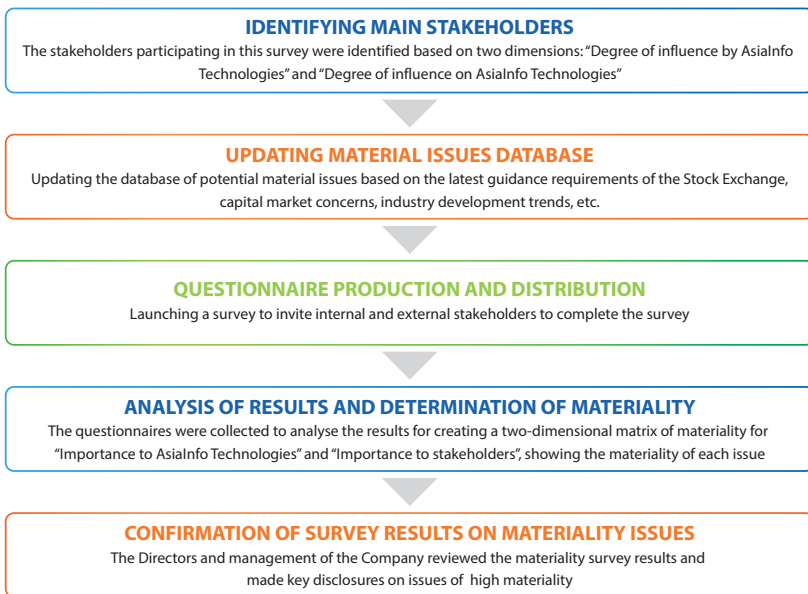 IDENTIFYING MAIN STAKEHOLDERS
The stakeholders participating in this survey were identified based on two dimensions: “Degree of influence by AsiaInfo
Technologies” and “Degree of influence on AsiaInfo Technologies”
UPDATING MATERIAL ISSUES DATABASE
Updating the database of potential material issues based on the latest guidance requirements of the Stock Exchange,
capital market concerns, industry development trends, etc.
QUESTIONNAIRE PRODUCTION AND DISTRIBUTION
Launching a survey to invite internal and external stakeholders to complete the survey
ANALYSIS OF RESULTS AND DETERMINATION OF MATERIALITY
The questionnaires were collected to analyse the results for creating a two-dimensional matrix of materiality for
“Importance to AsiaInfo Technologies” and “Importance to stakeholders”, showing the materiality of each issue
CONFIRMATION OF SURVEY RESULTS ON MATERIALITY ISSUES
The Directors and management of the Company reviewed the materiality survey results and
made key disclosures on issues of high materiality